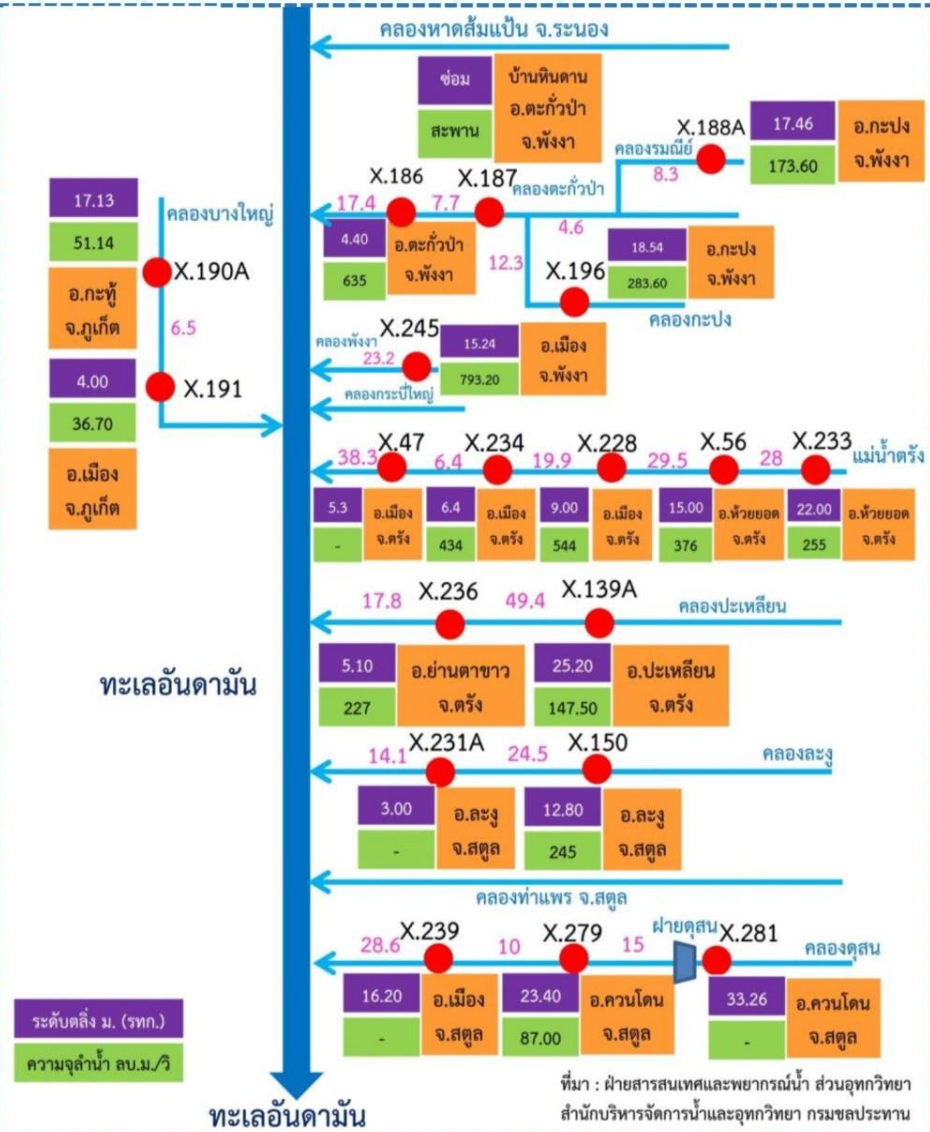 คลองหาดส้มแป้น จ.ระนอง
ซ่อม
สะพาน
บ้านหินดาน
อ.ตะกั่วป่า
จ.พังงา
X.188A
17.46
173.60
อ.กะปง
จ.พังงา
คลองรมณีย์
8.3
X.186
X.187
คลองตะกั่วป่า
17.4
7.7
4.6
4.40
635
อ.ตะกั่วป่า
จ.พังงา
12.3
X.196
18.54
283.60
อ.กะปง
จ.พังงา
คลองกะปง
17.13
51.14
อ.กะทู้
จ.ภูเก็ต
คลองบางใหญ่
X.190A
6.5
4.00
36.70
อ.เมือง
จ.ภูเก็ต
X.191
คลองพังงา
X.245
23.2
15.24
793.20
อ.เมือง
จ.พังงา
คลองกระบี่ใหญ่
X.47
X.234
X.228
X.56
X.233
แม่น้ำตรัง
38.3
6.4
19.9
29.5
28
5.3
-
อ.เมือง
จ.ตรัง
6.4
434
อ.เมือง
จ.ตรัง
9.00
544
อ.เมือง
จ.ตรัง
15.00
376
อ.ห้วยยอด
จ.ตรัง
22.00
255
อ.ห้วยยอด
จ.ตรัง
17.8
X.236
49.4
X.139A
คลองปะเหลียน
5.10
227
อ.ย่านตาขาว
จ.ตรัง
25.20
147.50
อ.ปะเหลียน
จ.ตรัง
ทะเลอันดามัน
14.1
X.231A
24.5
X.150
คลองละงู
3.00
-
อ.ละงู
จ.สตูล
12.80
245
อ.ละงู
จ.สตูล
คลองท่าแพร จ.สตูล
28.6
X.239
10
X.279
15
ฝายดุสน
X.281
คลองดุสน
16.20
-
อ.เมือง
จ.สตูล
23.40
87.00
อ.ควนโดน
จ.สตูล
33.26
-
อ.ควนโดน
จ.สตูล
ระดับตลิ่ง ม. (รทก.)
ความจุลำน้ำ ลบ.ม./วิ
ทะเลอันดามัน
ที่มา : ฝ่ายสารสนเทศและพยากรณ์น้ำ ส่วนอุทกวิทยา
สำนักบริหารจัดการน้ำและอุทกวิทยา กรมชลประทาน